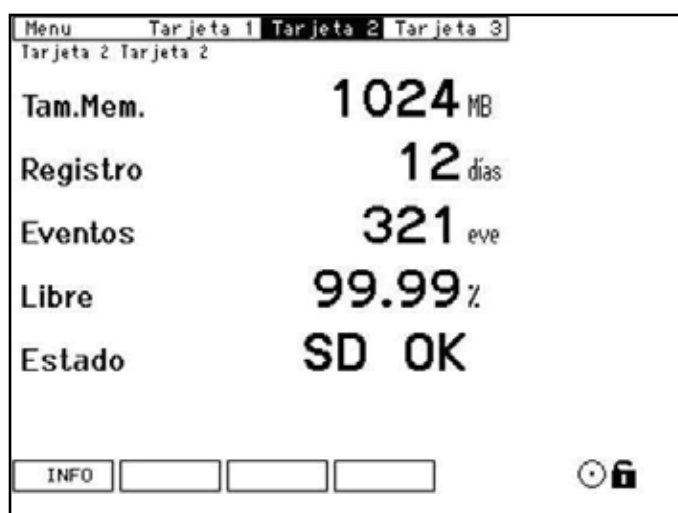 Menu Tarjeta 1 Tarjeta 2 Tarjeta 3
Tarjeta 2 Tarjeta 2
Tam.Mem. 1024 MB
Registro 12 días
Eventos 321 eve
Libre 99.99 %
Estado SD OK
INFO